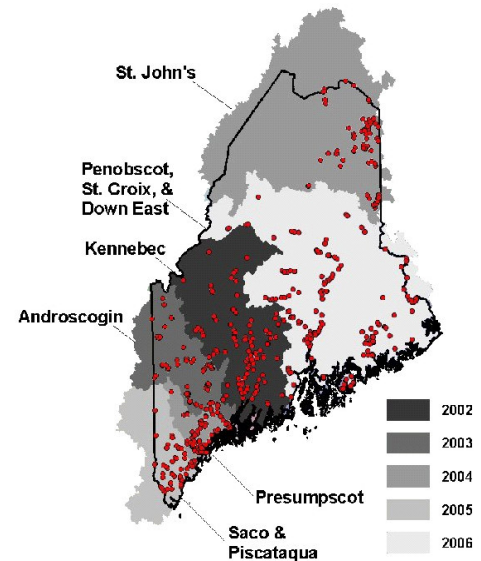 St. John's
Penobscot,
St. Croix, &
Down East
Kennebec
Androscogin
2002
2003
2004
2005
2006
Presumpscot
Saco &
Piscataqua